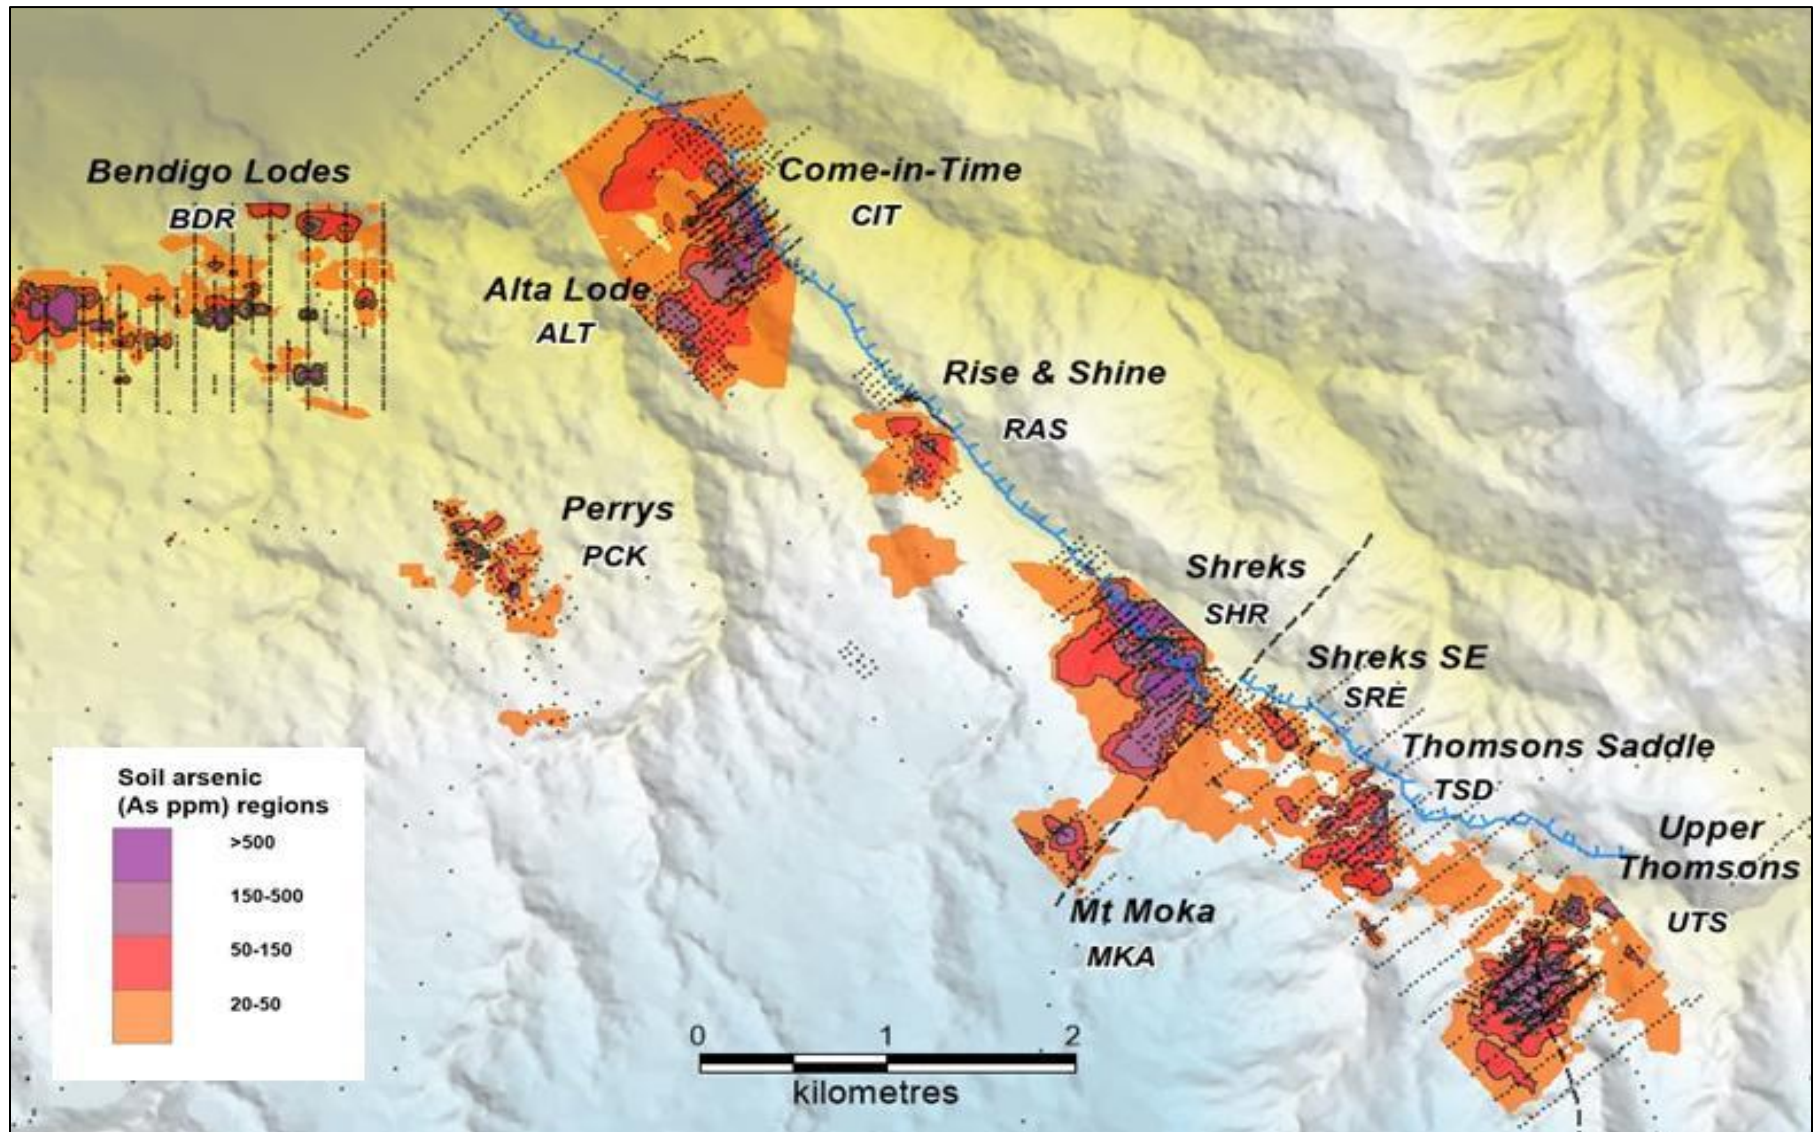 Bendigo Lodes
BDR
Come-in-Time
CIT
Alta Lode
ALT
Rise & Shine
RAS
Perrys
PCK
Shreks
SHR
Shreks SE
SRE
Thomsons Saddle
TSD
Upper
Thomsons
UTS
Mt Moka
MKA
Soil arsenic
(As ppm) regions
>500
150-500
50-150
20-50
0 1 2
kilometres